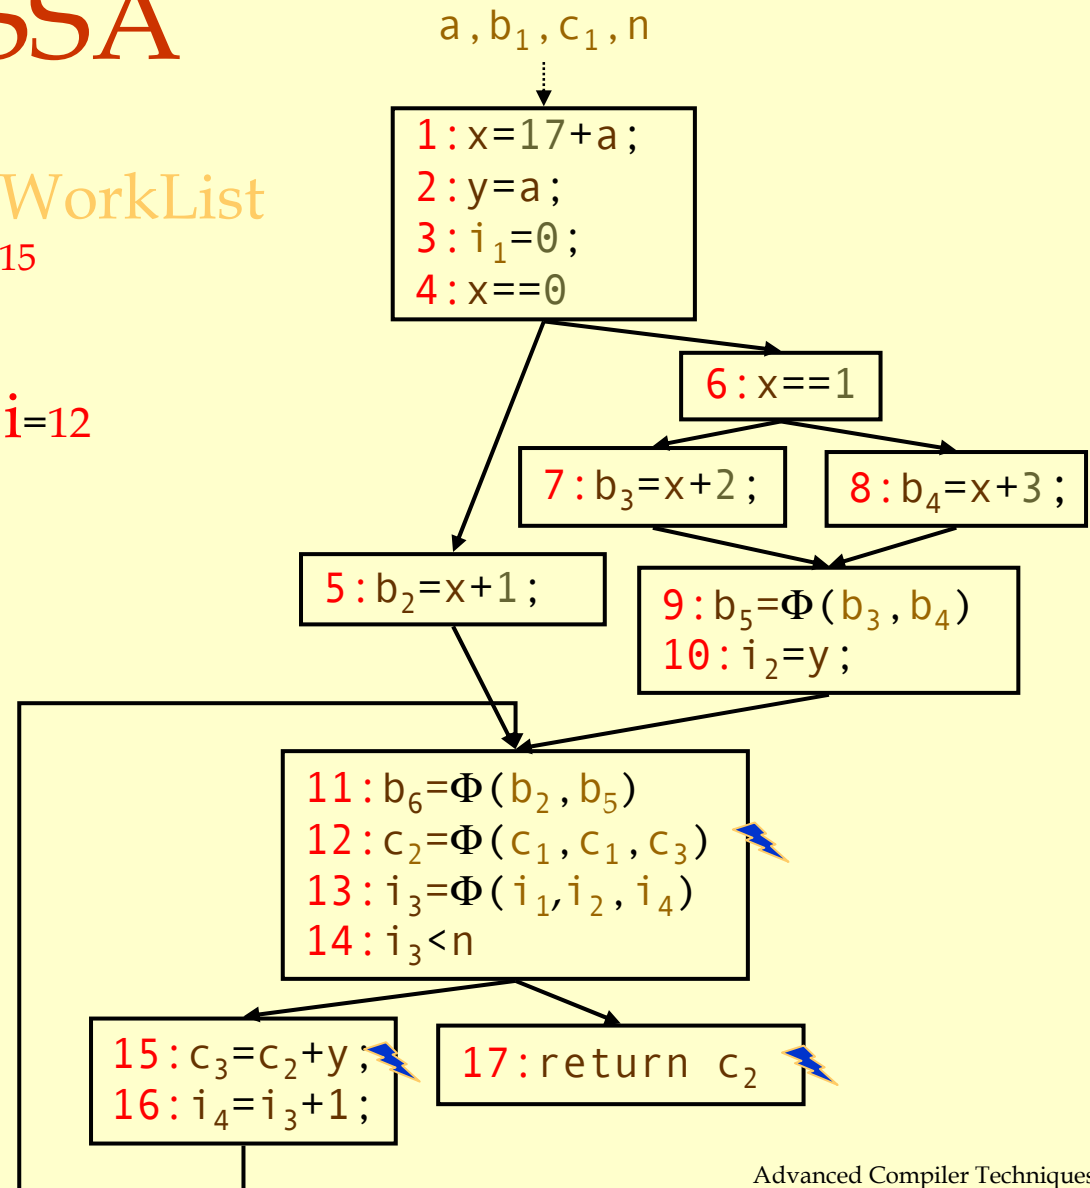 SSA
a,b₁,c₁,n
WorkList
15
i=12
1:x=17+a;
2:y=a;
3:i₁=0;
4:x==0
6:x==1
7:b₃=x+2;
8:b₄=x+3;
5:b₂=x+1;
9:b₅=Φ(b₃,b₄)
10:i₂=y;
11:b₆=Φ(b₂,b₅)
12:c₂=Φ(c₁,c₁,c₃)
13:i₃=Φ(i₁,i₂,i₄)
14:i₃<n
15:c₃=c₂+y;
16:i₄=i₃+1;
17:return c₂
Advanced Compiler Techniques